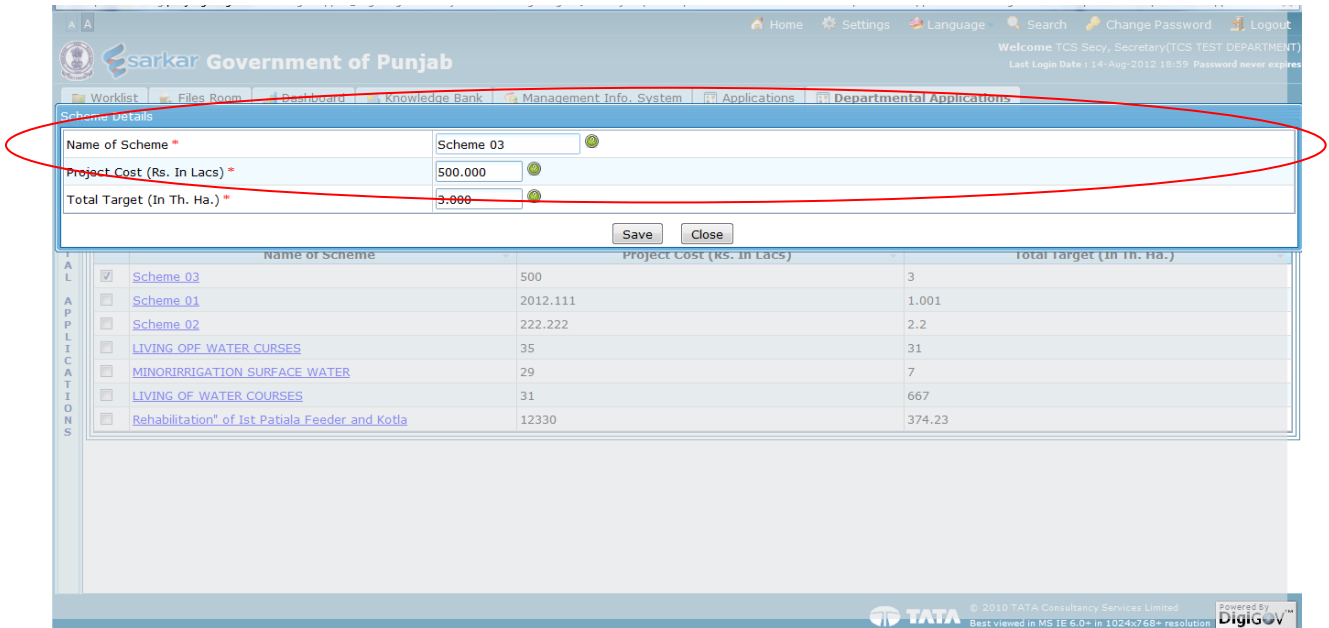 A A Home Settings Language Search Change Password Logout
Welcome TCS Secy, Secretary(TCS TEST DEPARTMENT)
esarkar Government of Punjab
Last Login Date : 14-Aug-2012 18:59 Password never expires
Worklist Files Room Dashboard Knowledge Bank Management Info. System Applications Departmental Applications
Scheme Details
Name of Scheme * Scheme 03
Project Cost (Rs. In Lacs) * 500.000
Total Target (In Th. Ha.) * 3.000
Save Close
Name of Scheme Project Cost (Rs. In Lacs) Total Target (In Th. Ha.)
Scheme 03 500 3
Scheme 01 2012.111 1.001
Scheme 02 222.222 2.2
LIVING OPF WATER CURSES 35 31
MINORIRRIGATION SURFACE WATER 29 7
LIVING OF WATER COURSES 31 667
Rehabilitation" of Ist Patiala Feeder and Kotla 12330 374.23
TAL APPLICATIONS
TATA © 2010 TATA Consultancy Services Limited
Best viewed in MS IE 6.0+ in 1024x768+ resolution
Powered By
DigiGOV™